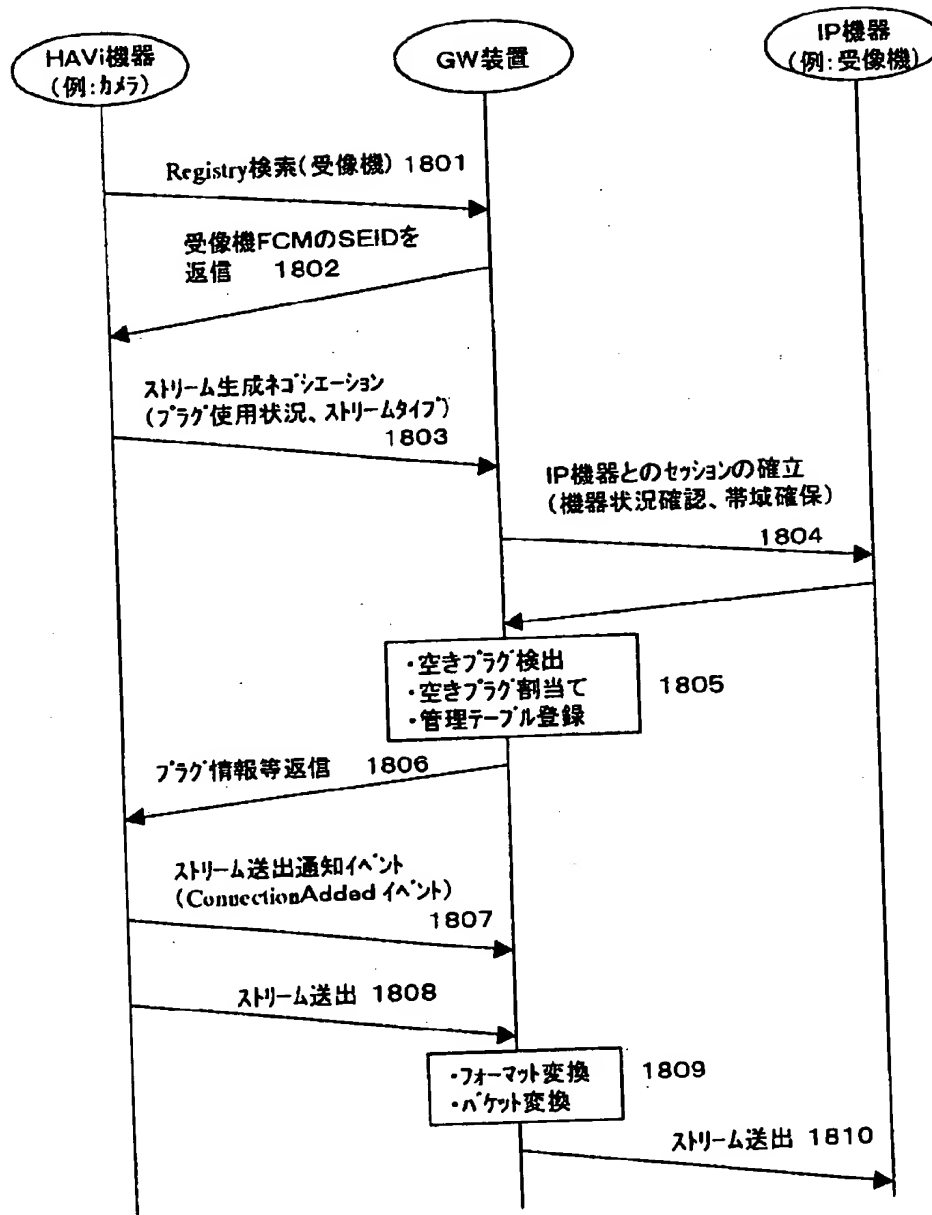 HAVi機器
(例:カメラ)
GW装置
IP機器
(例:受像機)
Registry検索(受像機) 1801
受像機FCMのSEIDを
返信 1802
ストリーム生成ネゴシエーション
(プラグ使用状況、ストリームタイプ)
1803
IP機器とのセッションの確立
(機器状況確認、帯域確保)
1804
・空きプラグ検出
・空きプラグ割当て
・管理テーブル登録
1805
プラグ情報等返信 1806
ストリーム送出通知イベント
(ConnectionAdded イベント)
1807
ストリーム送出 1808
・フォーマット変換
・パケット変換
1809
ストリーム送出 1810